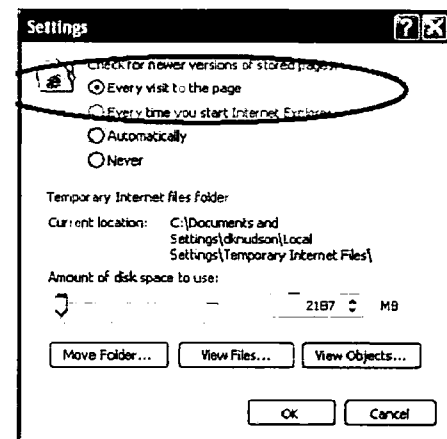 Settings
Check for newer versions of stored pages:
Every visit to the page
Every time you start Internet Explorer
Automatically
Never
Temporary Internet files folder
Current location: C:\Documents and
Settings\dknudson\Local
Settings\Temporary Internet Files\
Amount of disk space to use:
2187 MB
Move Folder... View Files... View Objects...
OK Cancel